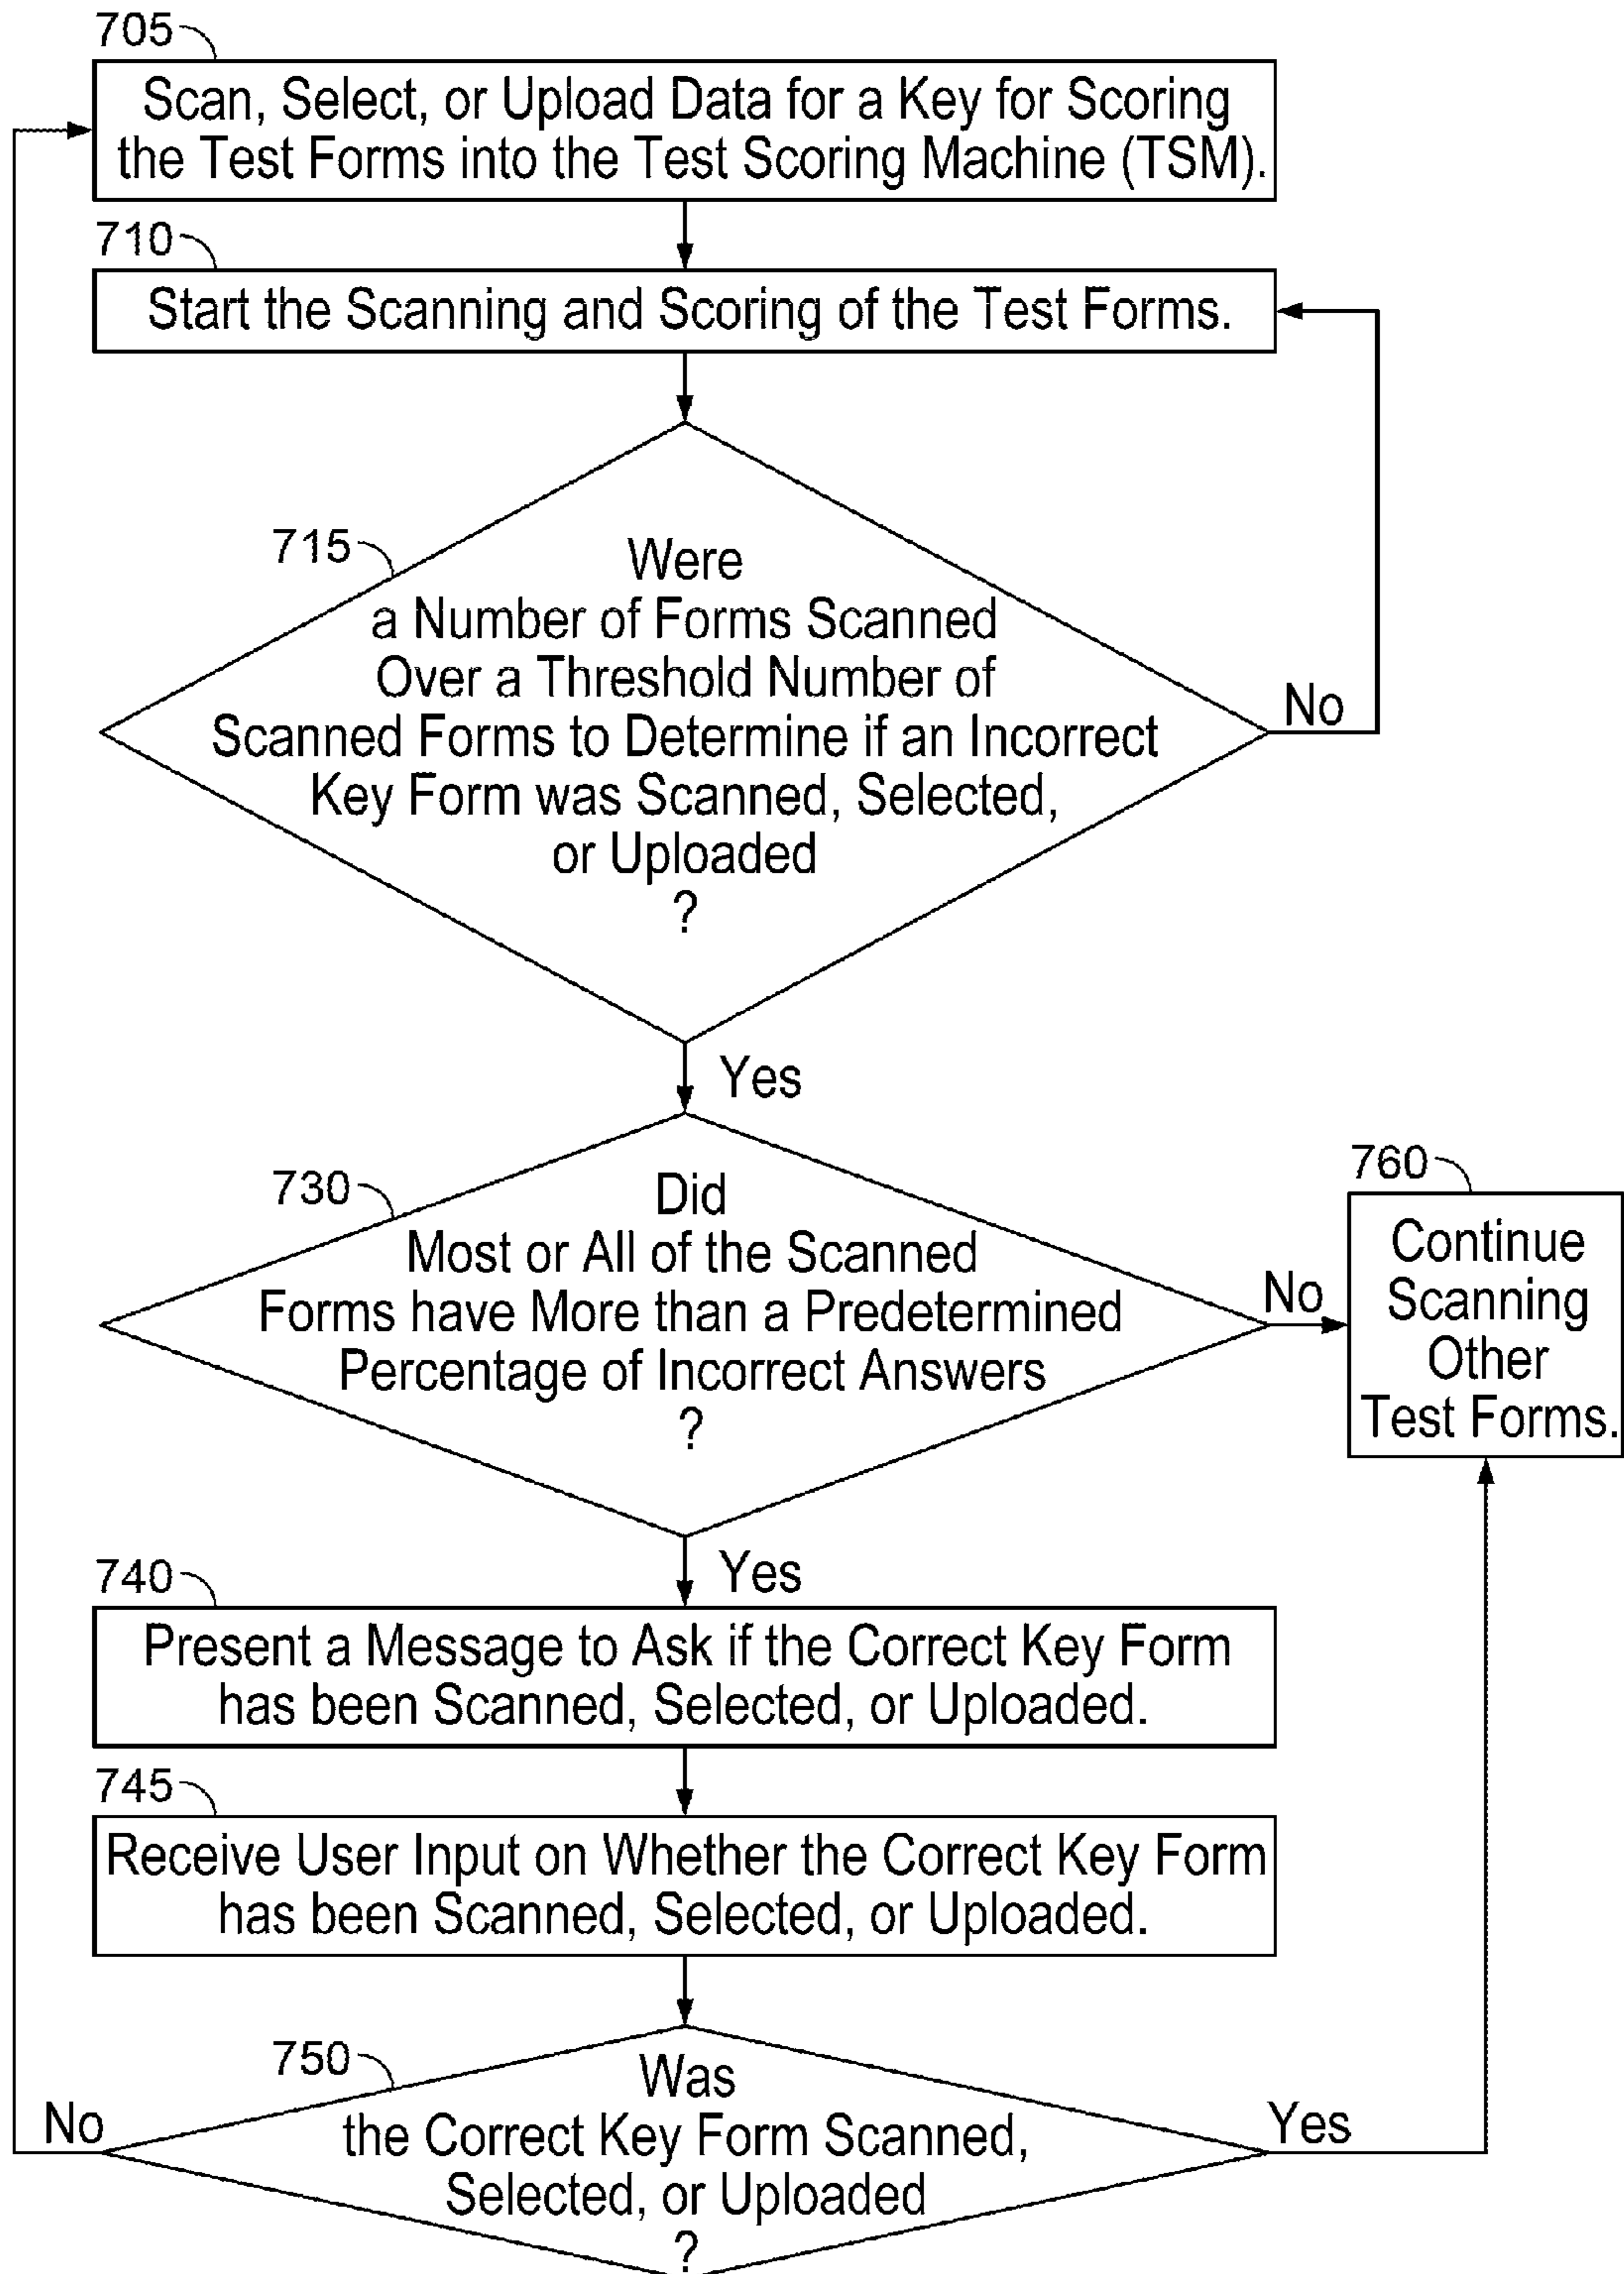 705
Scan, Select, or Upload Data for a Key for Scoring
the Test Forms into the Test Scoring Machine (TSM).
710
Start the Scanning and Scoring of the Test Forms.
715
Were
a Number of Forms Scanned
Over a Threshold Number of
Scanned Forms to Determine if an Incorrect
Key Form was Scanned, Selected,
or Uploaded
?
No
Yes
730
Did
Most or All of the Scanned
Forms have More than a Predetermined
Percentage of Incorrect Answers
?
No
760
Continue
Scanning
Other
Test Forms.
Yes
740
Present a Message to Ask if the Correct Key Form
has been Scanned, Selected, or Uploaded.
745
Receive User Input on Whether the Correct Key Form
has been Scanned, Selected, or Uploaded.
750
Was
the Correct Key Form Scanned,
Selected, or Uploaded
?
No
Yes